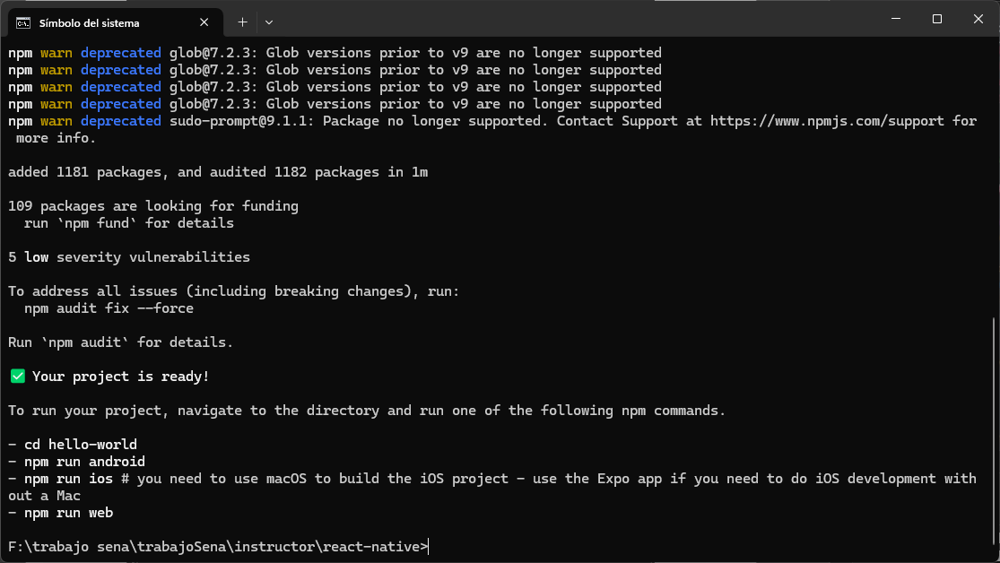 Símbolo del sistema
npm warn deprecated glob@7.2.3: Glob versions prior to v9 are no longer supported
npm warn deprecated glob@7.2.3: Glob versions prior to v9 are no longer supported
npm warn deprecated glob@7.2.3: Glob versions prior to v9 are no longer supported
npm warn deprecated glob@7.2.3: Glob versions prior to v9 are no longer supported
npm warn deprecated sudo-prompt@9.1.1: Package no longer supported. Contact Support at https://www.npmjs.com/support for
more info.
added 1181 packages, and audited 1182 packages in 1m
109 packages are looking for funding
run `npm fund` for details
5 low severity vulnerabilities
To address all issues (including breaking changes), run:
npm audit fix --force
Run `npm audit` for details.
✅ Your project is ready!
To run your project, navigate to the directory and run one of the following npm commands.
- cd hello-world
- npm run android
- npm run ios # you need to use macOS to build the iOS project - use the Expo app if you need to do iOS development with
out a Mac
- npm run web
F:\trabajo sena\trabajoSena\instructor\react-native>